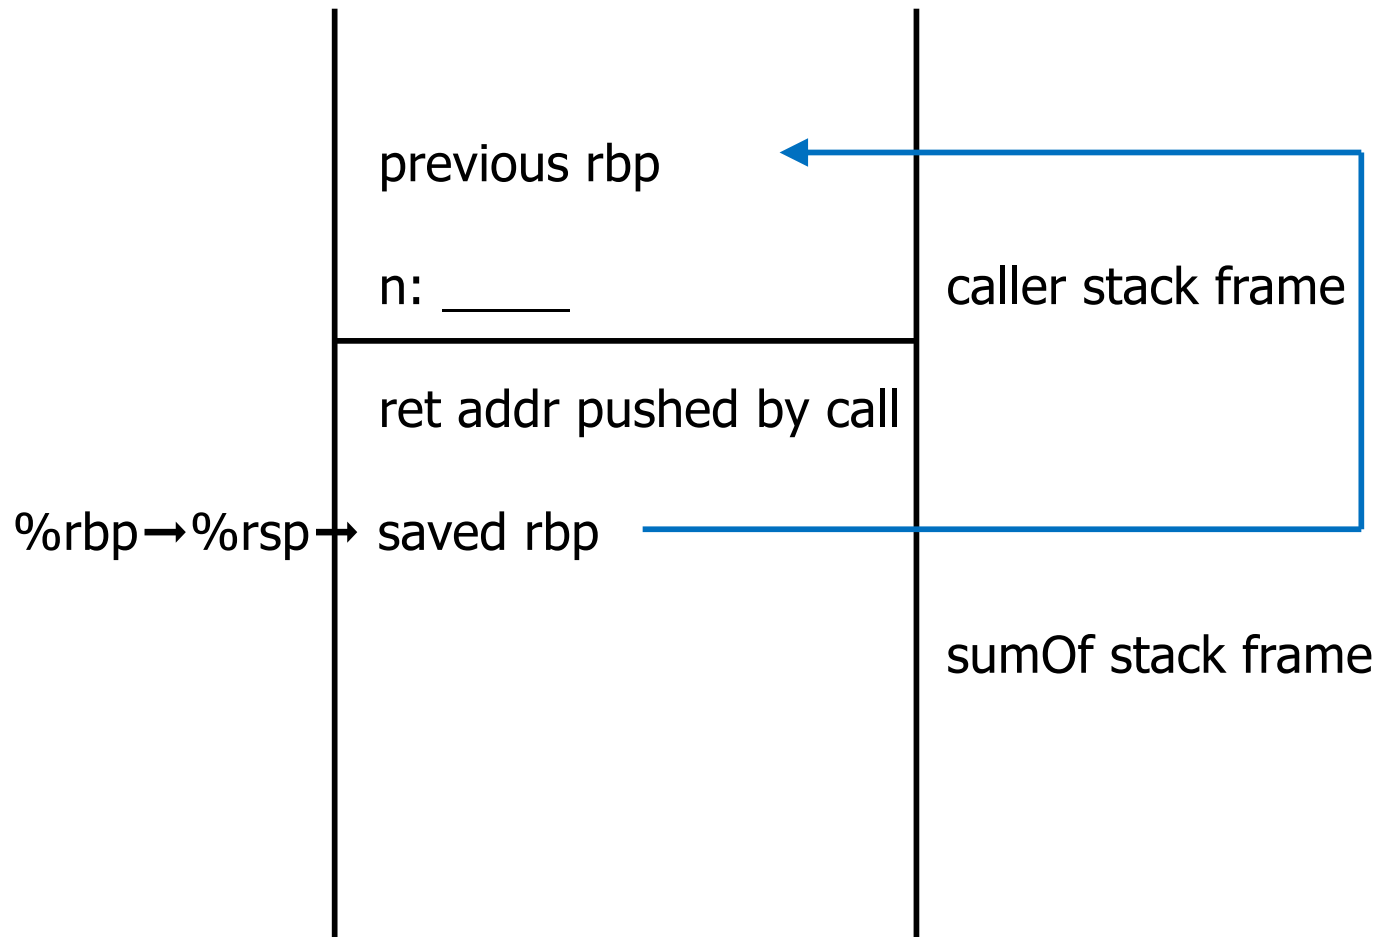 previous rbp
n: _____
caller stack frame
ret addr pushed by call
%rbp→%rsp→ saved rbp
sumOf stack frame